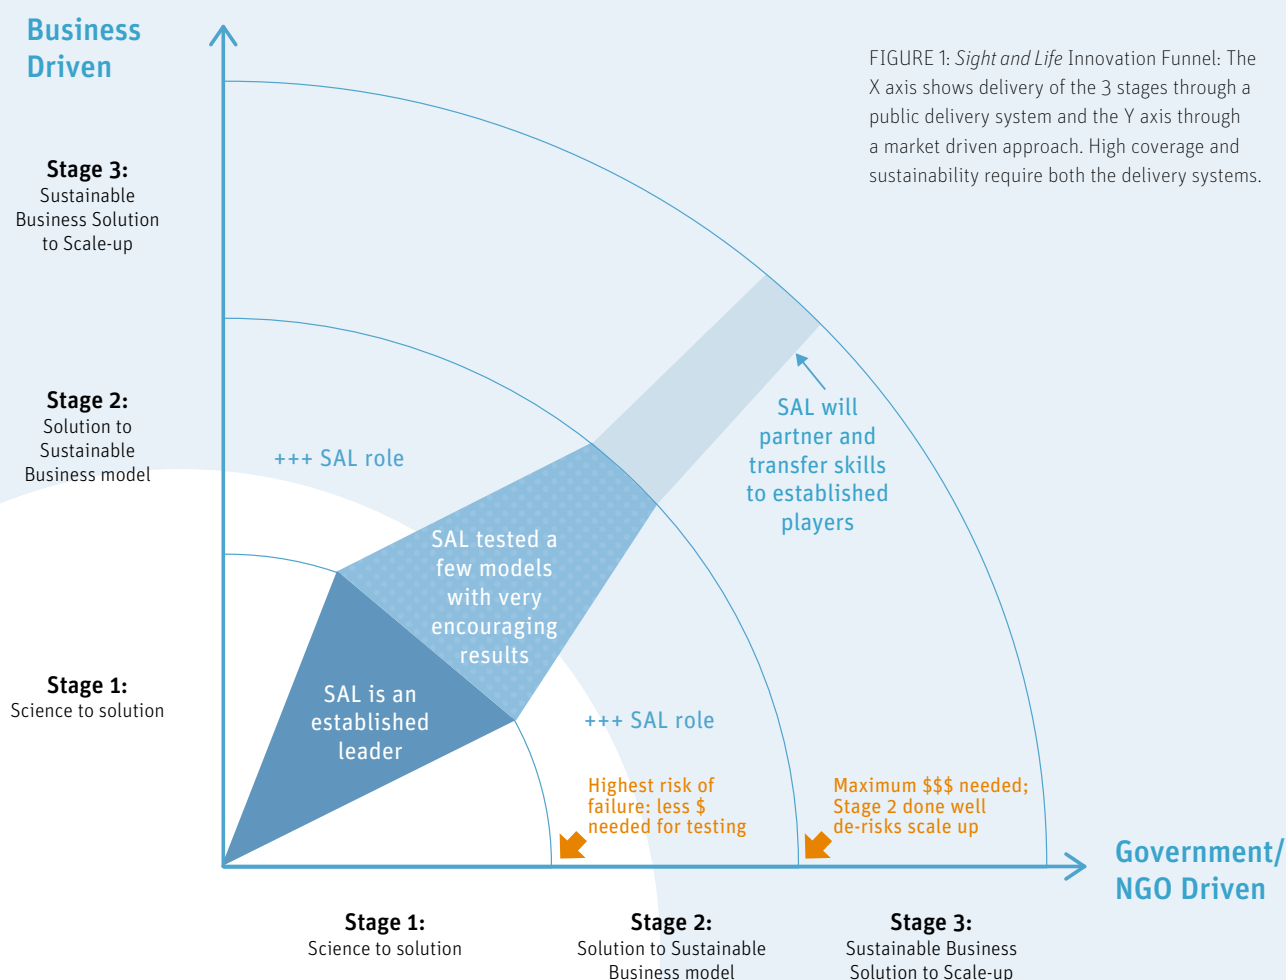 Business
Driven
FIGURE 1: Sight and Life Innovation Funnel: The
X axis shows delivery of the 3 stages through a
public delivery system and the Y axis through
a market driven approach. High coverage and
sustainability require both the delivery systems.
Stage 3:
Sustainable
Business Solution
to Scale-up
Stage 2:
Solution to
Sustainable
Business model
+++ SAL role
SAL will
partner and
transfer skills
to established
players
SAL tested a
few models
with very
encouraging
results
Stage 1:
Science to solution
SAL is an
established
leader
+++ SAL role
Highest risk of
failure: less $
needed for testing
Maximum $$$ needed;
Stage 2 done well
de-risks scale up
Government/
NGO Driven
Stage 1:
Science to solution
Stage 2:
Solution to Sustainable
Business model
Stage 3:
Sustainable Business
Solution to Scale-up